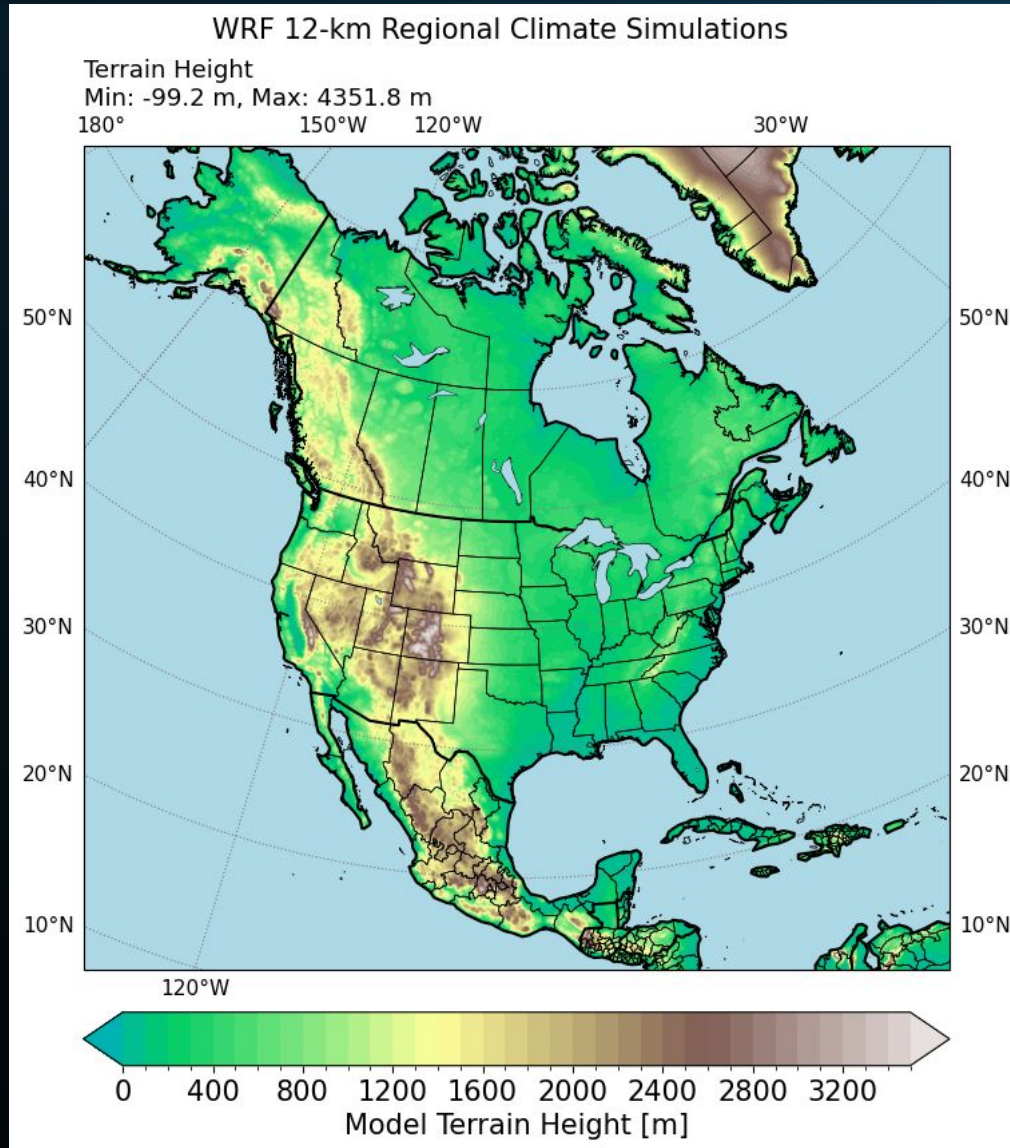 WRF 12-km Regional Climate Simulations
Terrain Height
Min: -99.2 m, Max: 4351.8 m
180° 150°W 120°W 30°W
50°N 50°N
40°N 40°N
30°N 30°N
20°N 20°N
10°N 10°N
120°W
0 400 800 1200 1600 2000 2400 2800 3200
Model Terrain Height [m]